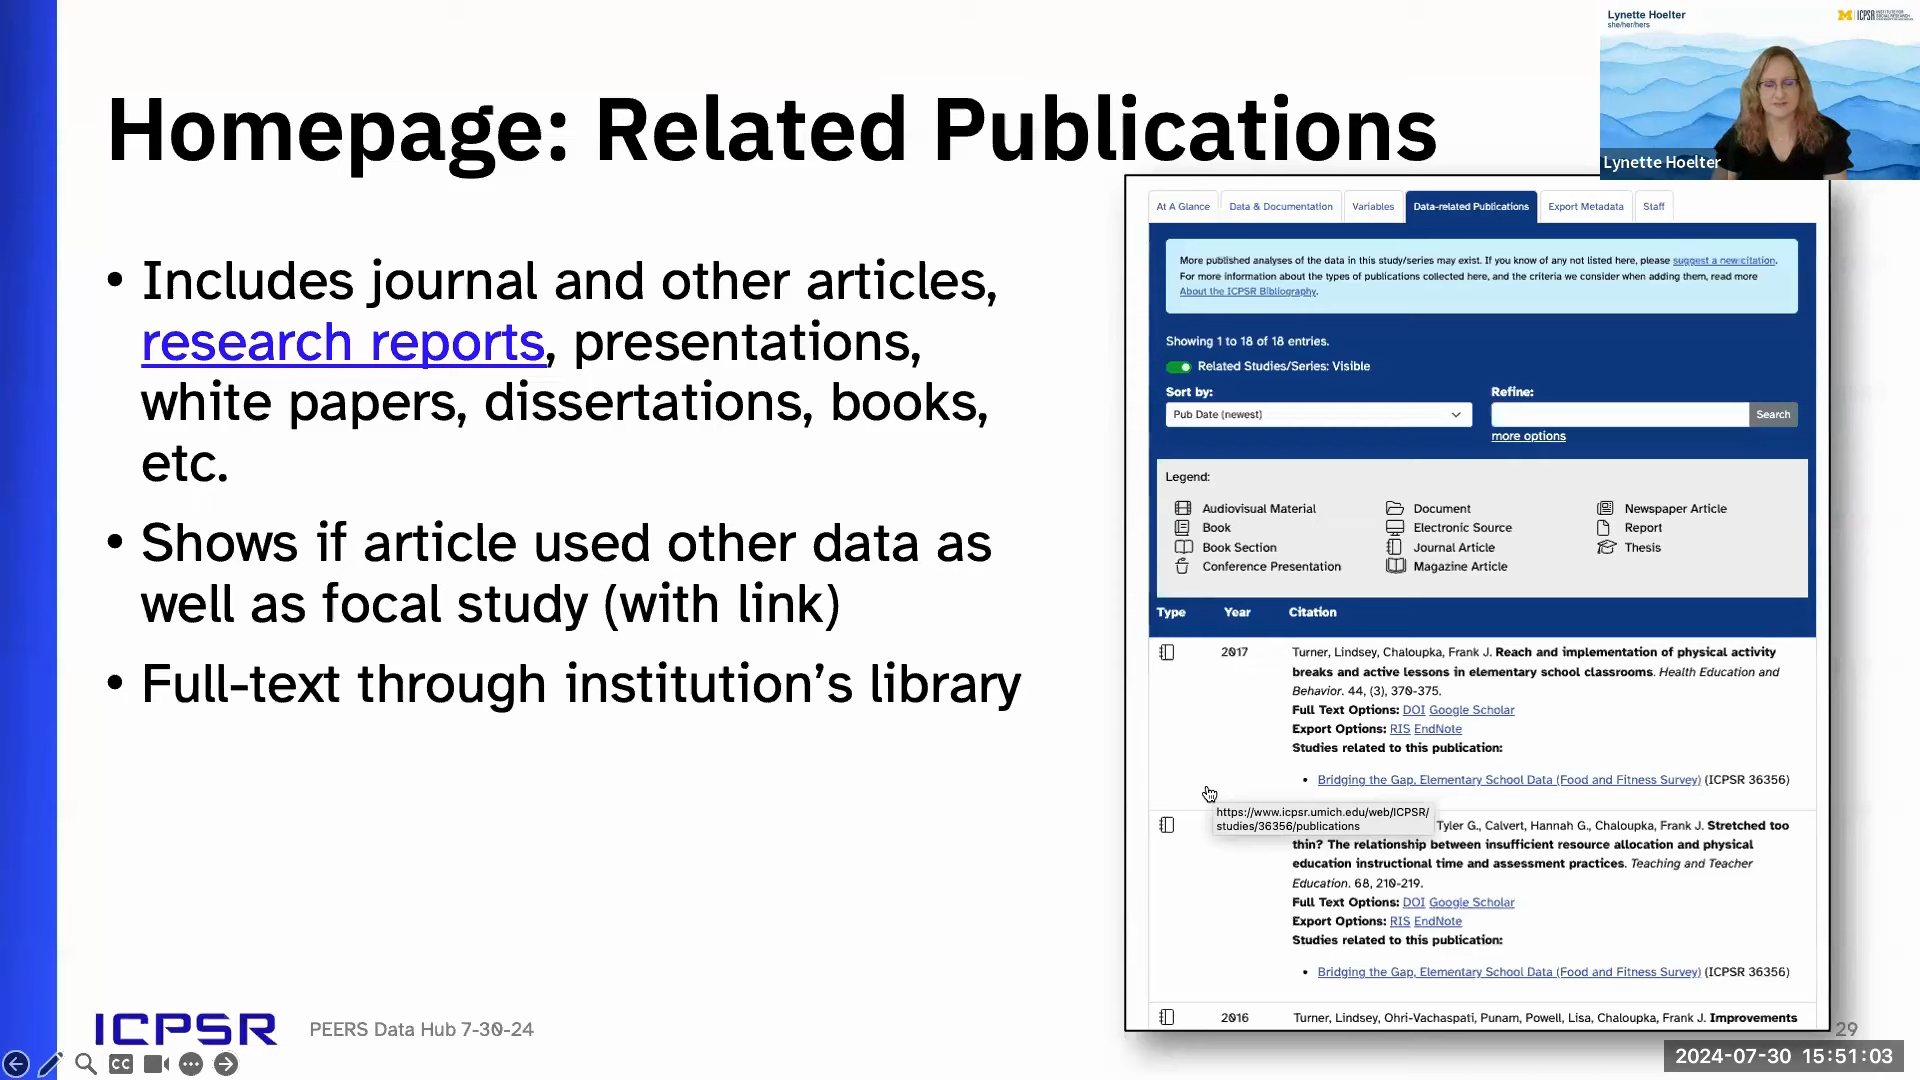 Lynette Hoelter
she/her/hers
ICPSR
Lynette Hoelter
Homepage: Related Publications
• Includes journal and other articles,
research reports, presentations,
white papers, dissertations, books,
etc.
• Shows if article used other data as
well as focal study (with link)
• Full-text through institution’s library
At A Glance
Data & Documentation
Variables
Data-related Publications
Export Metadata
Staff
More published analyses of the data in this study/series may exist. If you know of any not listed here, please suggest a new citation.
For more information about the types of publications collected here, and the criteria we consider when adding them, read more
About the ICPSR Bibliography.
Showing 1 to 18 of 18 entries.
Related Studies/Series: Visible
Sort by:
Refine:
Pub Date (newest)
Search
more options
Legend:
Audiovisual Material
Document
Newspaper Article
Book
Electronic Source
Report
Book Section
Journal Article
Thesis
Conference Presentation
Magazine Article
Type Year Citation
2017 Turner, Lindsey, Chaloupka, Frank J. Reach and implementation of physical activity
breaks and active lessons in elementary school classrooms. Health Education and
Behavior. 44, (3), 370-375.
Full Text Options: DOI Google Scholar
Export Options: RIS EndNote
Studies related to this publication:
• Bridging the Gap, Elementary School Data (Food and Fitness Survey) (ICPSR 36356)
https://www.icpsr.umich.edu/web/ICPSR/
studies/36356/publications
Tyler G., Calvert, Hannah G., Chaloupka, Frank J. Stretched too
thin? The relationship between insufficient resource allocation and physical
education instructional time and assessment practices. Teaching and Teacher
Education. 68, 210-219.
Full Text Options: DOI Google Scholar
Export Options: RIS EndNote
Studies related to this publication:
• Bridging the Gap, Elementary School Data (Food and Fitness Survey) (ICPSR 36356)
2016 Turner, Lindsey, Ohri-Vachaspati, Punam, Powell, Lisa, Chaloupka, Frank J. Improvements
ICPSR
PEERS Data Hub 7-30-24
29
CC
2024-07-30 15:51:03